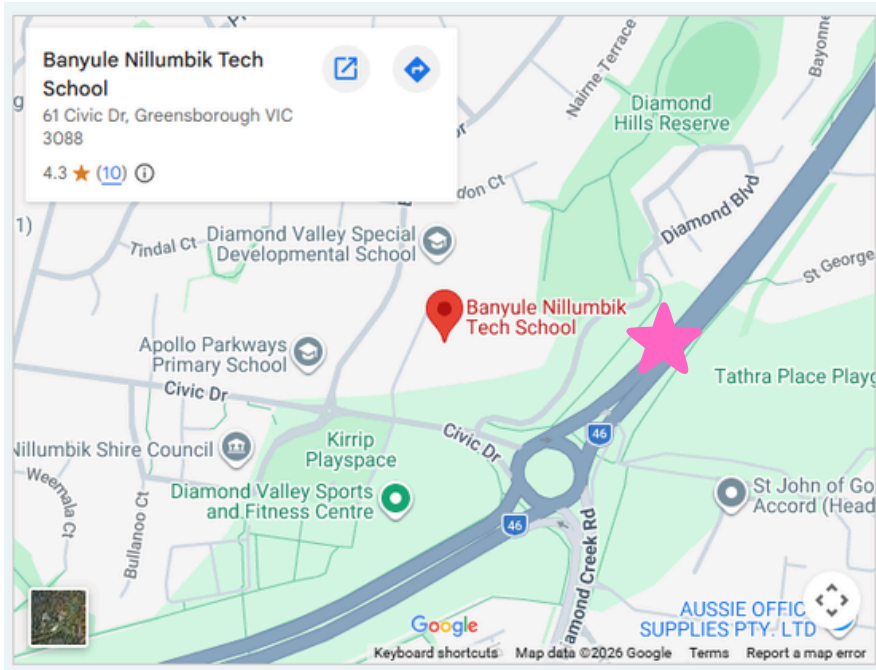 Banyule Nillumbik Tech
School
61 Civic Dr, Greensborough VIC
3088
4.3 ★ (10)
Nairne Terrace
Bayonne
Diamond
Hills Reserve
don Ct
Diamond Blvd
1)
Tindal Ct
Diamond Valley Special
Developmental School
St George
Banyule Nillumbik
Tech School
Apollo Parkways
Primary School
Tathra Place Playg
Civic Dr
Civic Dr
46
Nillumbik Shire Council
Kirrip
Playspace
Weemala Ct
Bullanoo Ct
Diamond Valley Sports
and Fitness Centre
St John of Go
Accord (Head
46
amond Creek Rd
AUSSIE OFFIC
SUPPLIES PTY. LTD
Google
Keyboard shortcuts Map data ©2026 Google Terms Report a map error